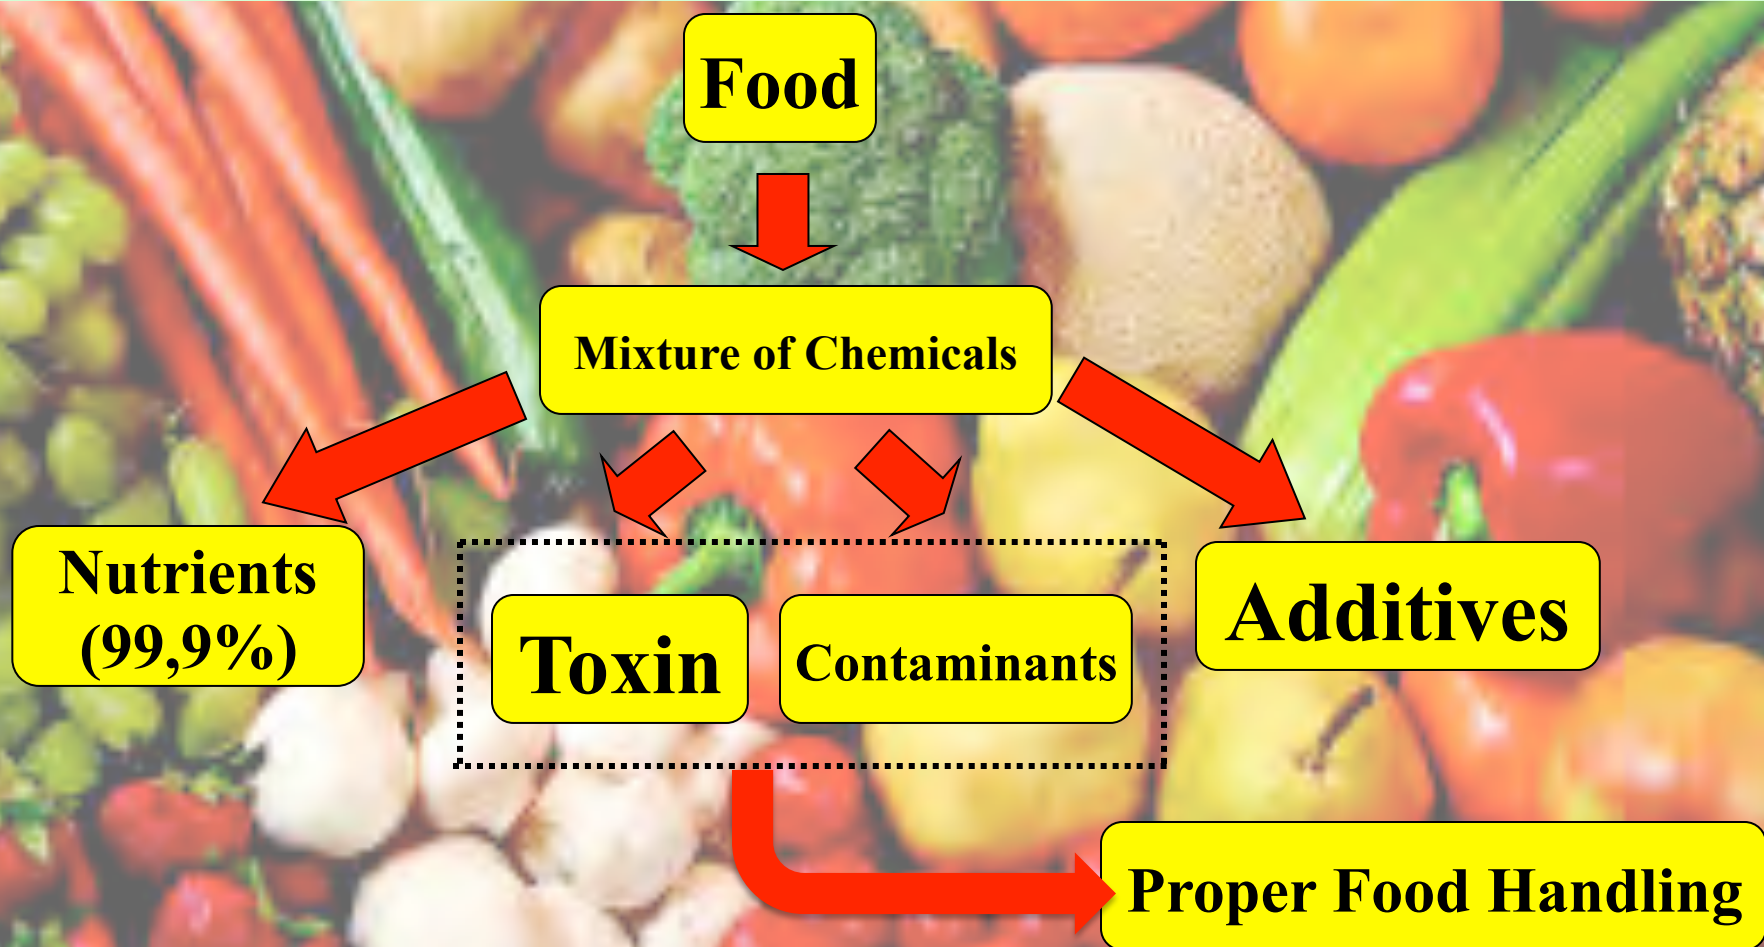 Food
Mixture of Chemicals
Nutrients
(99,9%)
Toxin
Contaminants
Additives
Proper Food Handling